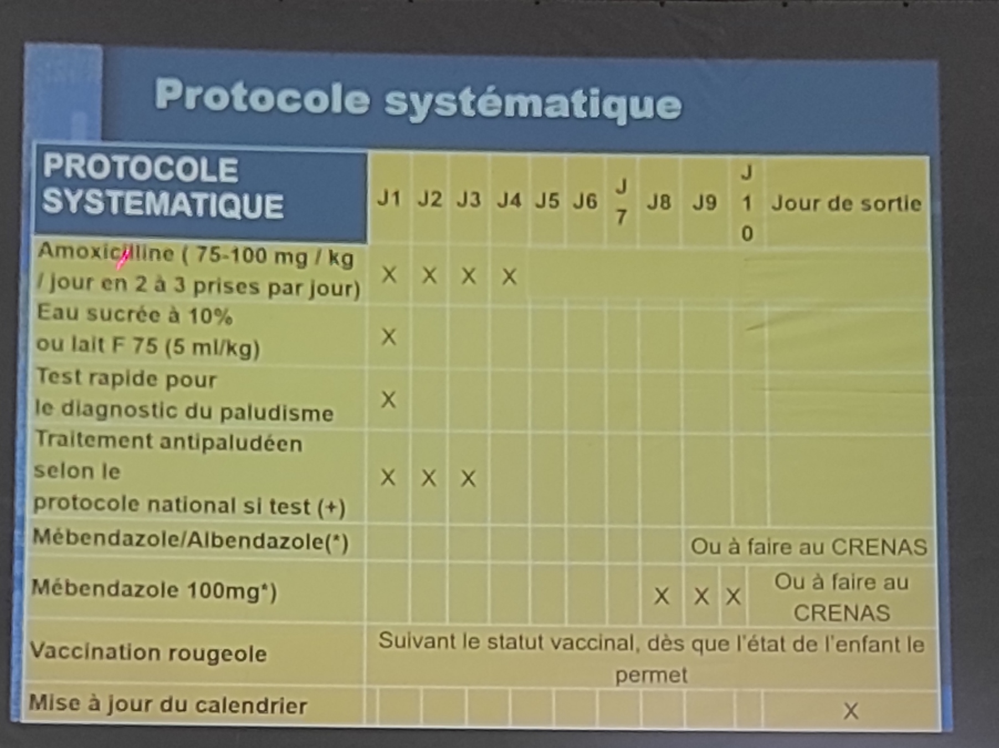 Protocole systématique
PROTOCOLE
SYSTEMATIQUE
J1 J2 J3 J4 J5 J6 J7 J8 J9 J10 Jour de sortie
Amoxicilline ( 75-100 mg / kg
/ jour en 2 à 3 prises par jour)
X X X X
Eau sucrée à 10%
ou lait F 75 (5 ml/kg)
X
Test rapide pour
le diagnostic du paludisme
X
Traitement antipaludéen
selon le
protocole national si test (+)
X X X
Mébendazole/Albendazole(*)
Ou à faire au CRENAS
Mébendazole 100mg*)
X X X
Ou à faire au
CRENAS
Vaccination rougeole
Suivant le statut vaccinal, dès que l'état de l'enfant le
permet
Mise à jour du calendrier
X